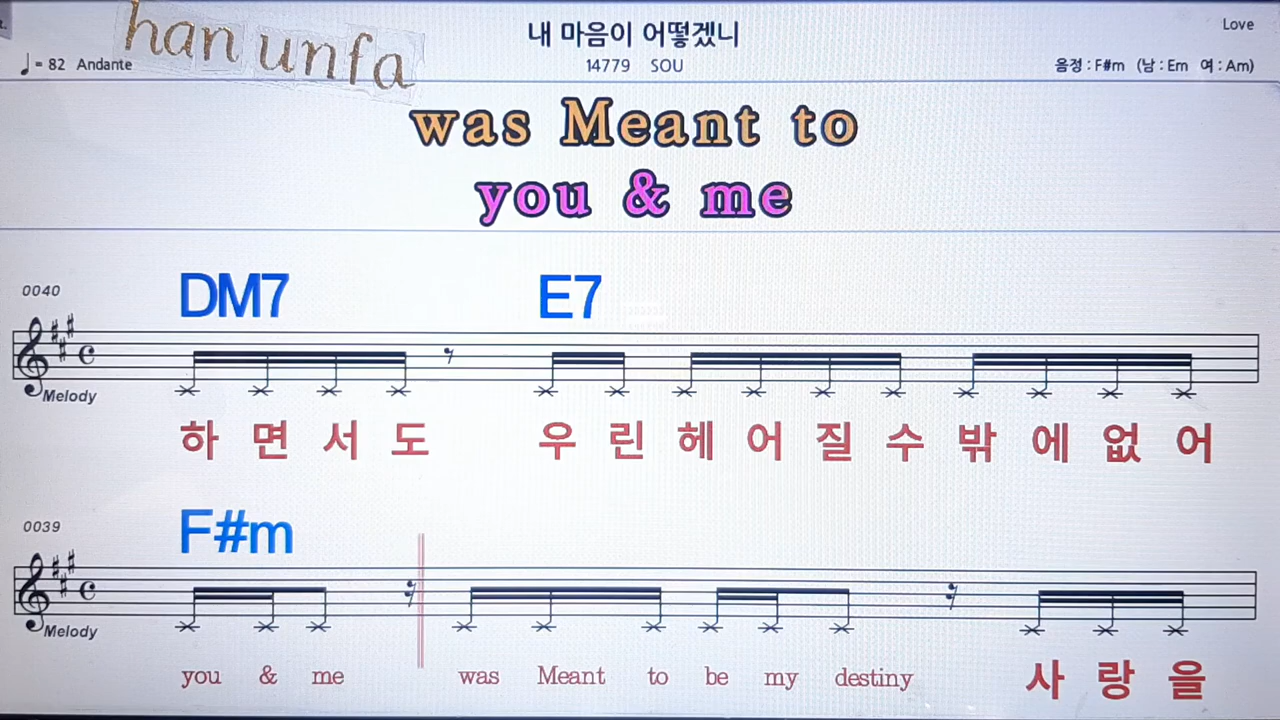 han unfa
내 마음이 어떻겠니
Love
♩= 82 Andante
14779 SOU
음정 : F#m (남 : Em 여 : Am)
was Meant to
you & me
0040
DM7 E7
Melody
하 면 서 도 우 린 헤 어 질 수 밖 에 없 어
0039
F#m
Melody
you & me was Meant to be my destiny 사 랑 을